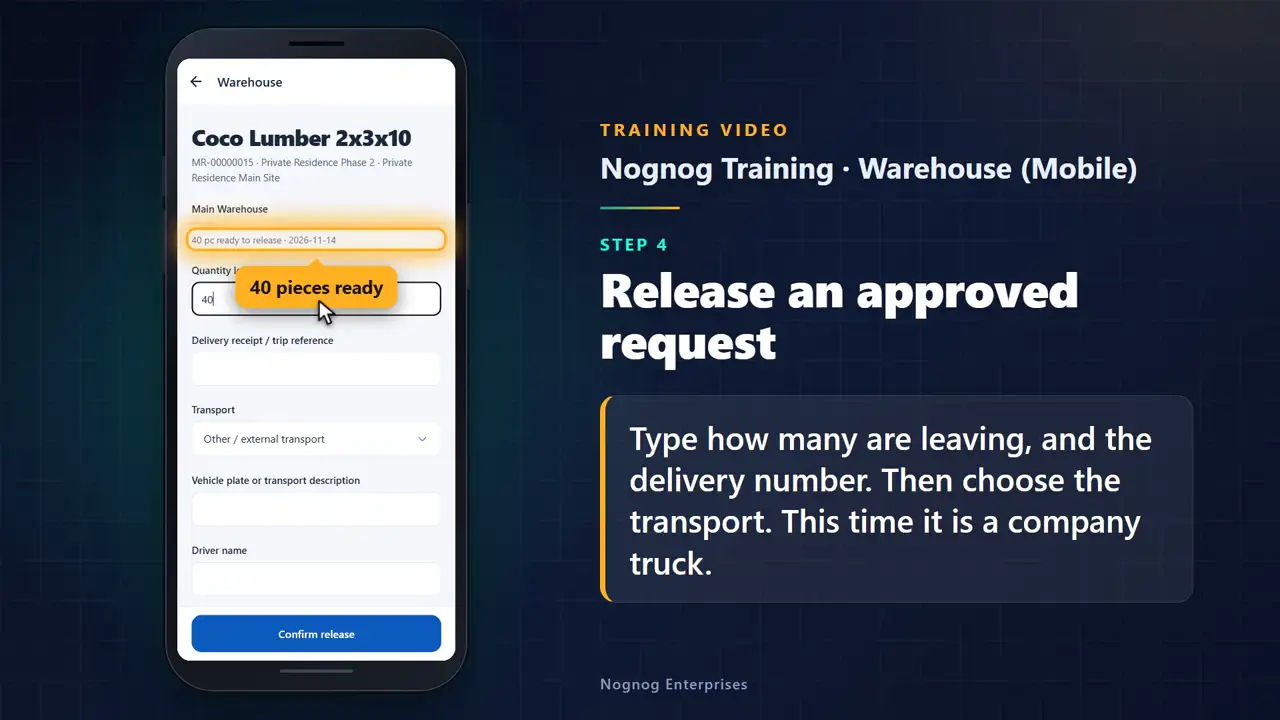 Warehouse
Coco Lumber 2x3x10
MR-00000015 · Private Residence Phase 2 · Private
Residence Main Site
Main Warehouse
40 pc ready to release · 2026-11-14
Quantity
40 pieces ready
40
Delivery receipt / trip reference
Transport
Other / external transport
Vehicle plate or transport description
Driver name
Confirm release
TRAINING VIDEO
Nognog Training · Warehouse (Mobile)
STEP 4
Release an approved
request
Type how many are leaving, and the
delivery number. Then choose the
transport. This time it is a company
truck.
Nognog Enterprises